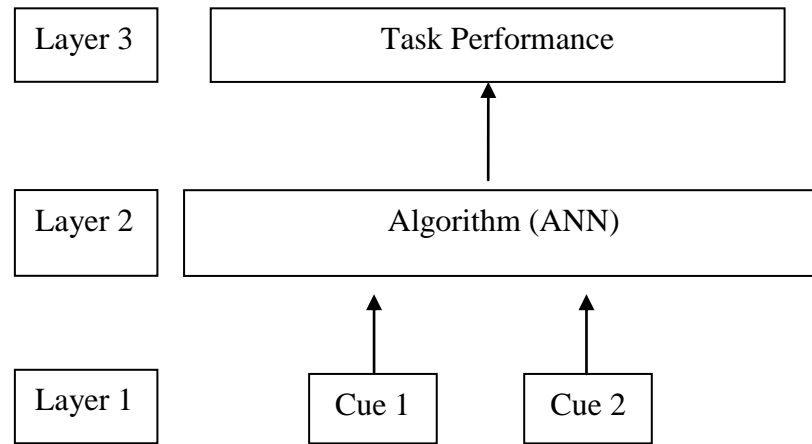 Layer 3
Task Performance
Layer 2
Algorithm (ANN)
Layer 1
Cue 1
Cue 2